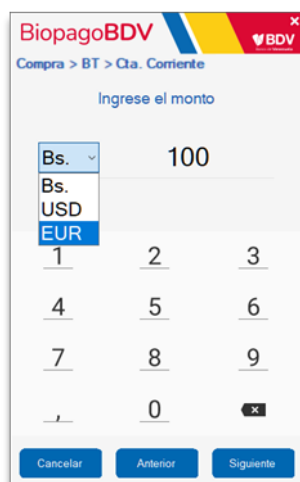 BiopagoBDV
BDV
Compra > BT > Cta. Corriente
Ingrese el monto
Bs. 100
Bs.
USD
EUR
1 2 3
4 5 6
7 8 9
, 0
Cancelar Anterior Siguiente